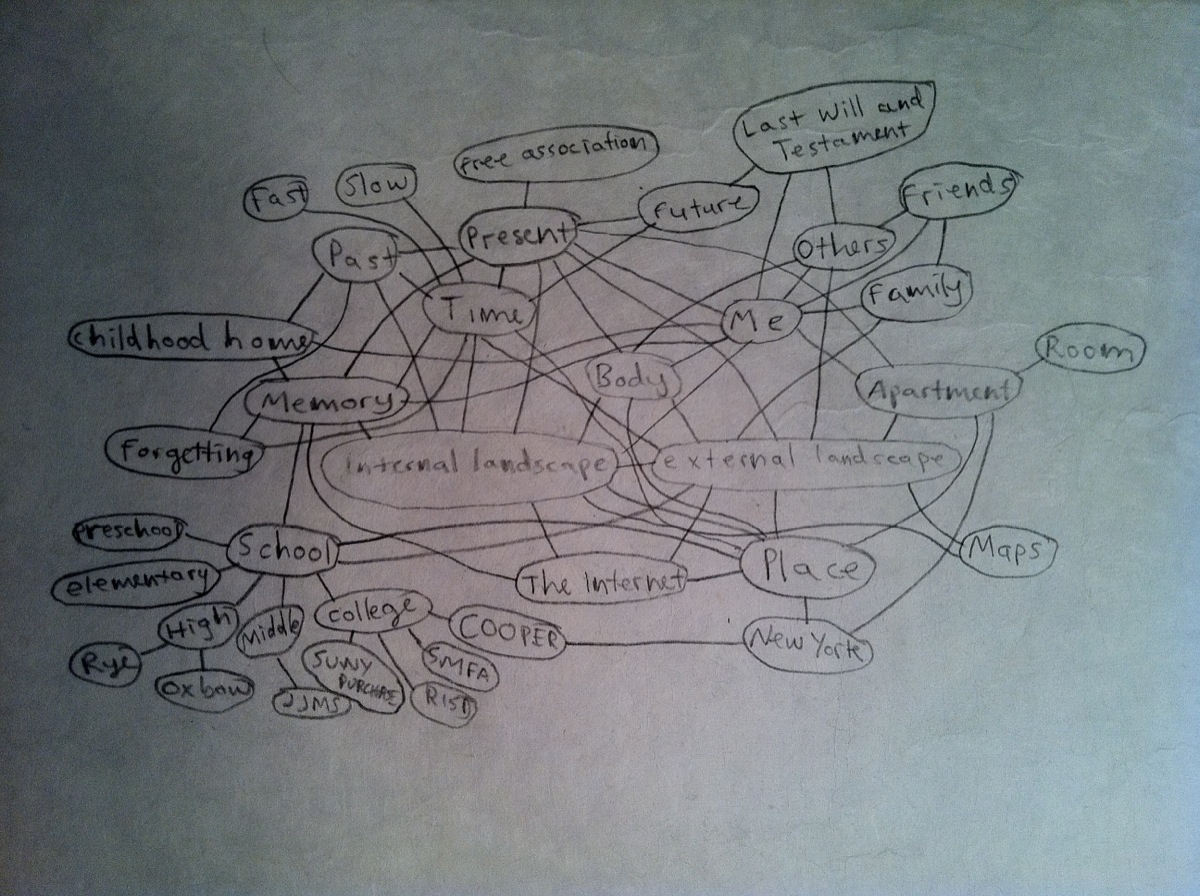 Last Will and
Testament
Free association
Fast
Slow
Future
Friends
Past
Present
Others
Time
Me
Family
childhood home
Room
Memory
Body
Apartment
Forgetting
Internal landscape
external landscape
preschool
School
Maps
elementary
The Internet
Place
High
Middle
college
COOPER
New York
Rye
Oxbow
JJMS
SUNY
PURCHASE
SMFA
RISD